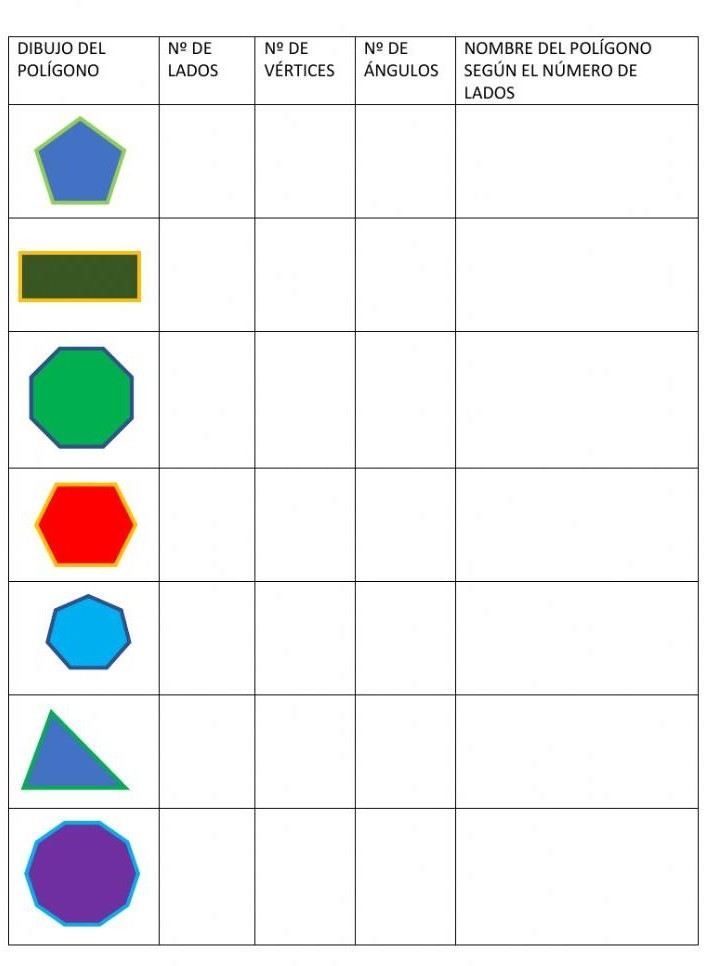 DIBUJO DEL
POLÍGONO
Nº DE
LADOS
Nº DE
VÉRTICES
Nº DE
ÁNGULOS
NOMBRE DEL POLÍGONO
SEGÚN EL NÚMERO DE
LADOS